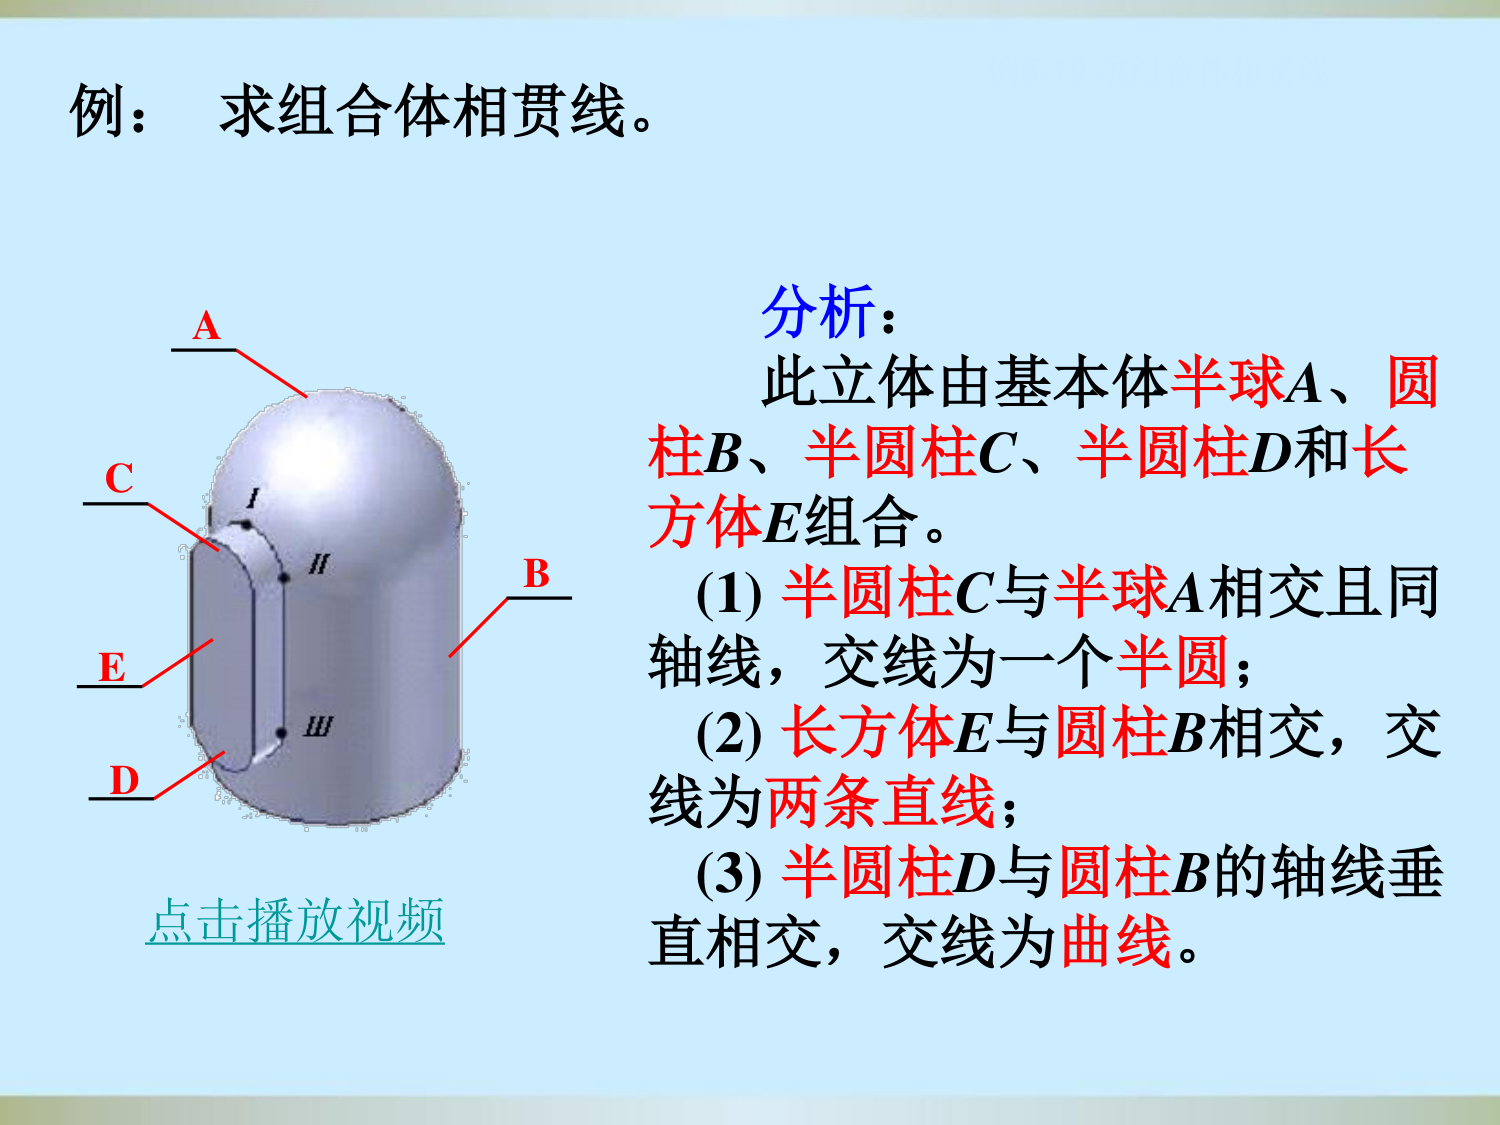 例： 求组合体相贯线。
分析：
此立体由基本体半球A、圆
柱B、半圆柱C、半圆柱D和长
方体E组合。
(1) 半圆柱C与半球A相交且同
轴线，交线为一个半圆；
(2) 长方体E与圆柱B相交，交
线为两条直线；
(3) 半圆柱D与圆柱B的轴线垂
直相交，交线为曲线。
A
C
I
II
B
E
III
D
点击播放视频